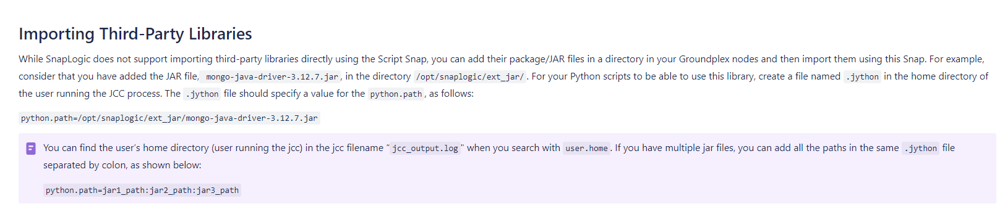 Importing Third-Party Libraries
While SnapLogic does not support importing third-party libraries directly using the Script Snap, you can add their package/JAR files in a directory in your Groundplex nodes and then import them using this Snap. For example,
consider that you have added the JAR file, mongo-java-driver-3.12.7.jar, in the directory /opt/snaplogic/ext_jar/. For your Python scripts to be able to use this library, create a file named .jython in the home directory of
the user running the JCC process. The .jython file should specify a value for the python.path, as follows:
python.path=/opt/snaplogic/ext_jar/mongo-java-driver-3.12.7.jar
You can find the user’s home directory (user running the jcc) in the jcc filename “jcc_output.log" when you search with user.home. If you have multiple jar files, you can add all the paths in the same .jython file
separated by colon, as shown below:
python.path=jar1_path:jar2_path:jar3_path